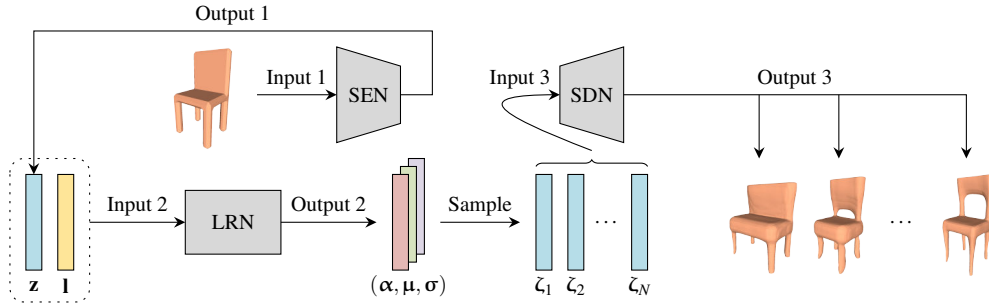 Output 1
Input 1
SEN
Input 3
SDN
Output 3
Input 2
LRN
Output 2
Sample
...
...
z
l
(α, μ, σ)
ζ1
ζ2
ζN